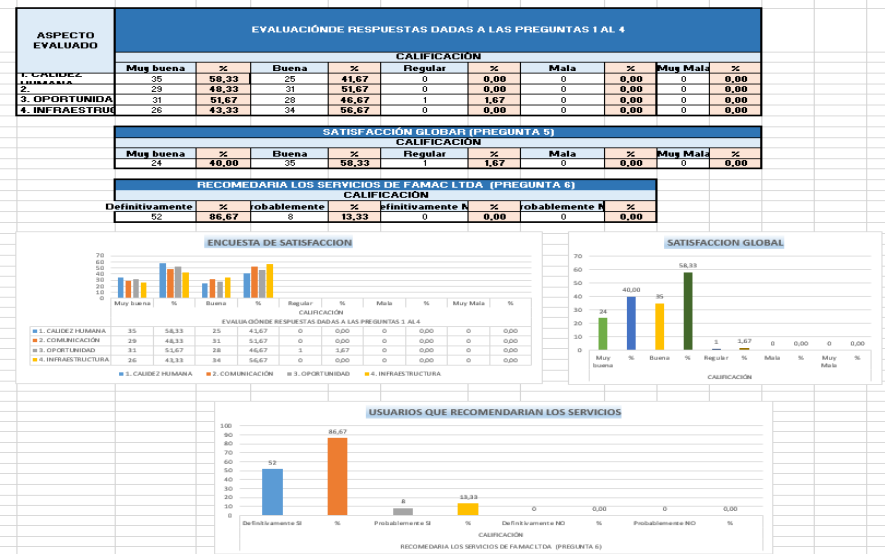 ASPECTO EVALUADO
EVALUACIÓNDE RESPUESTAS DADAS A LAS PREGUNTAS 1 AL 4
CALIFICACIÓN
Muy buena % Buena % Regular % Mala % Muy Mala %
1. CALIDEZ HUMANA 35 58,33 25 41,67 0 0,00 0 0,00 0 0,00
2. 29 48,33 31 51,67 0 0,00 0 0,00 0 0,00
3. OPORTUNIDA 31 51,67 28 46,67 1 1,67 0 0,00 0 0,00
4. INFRAESTRUC 26 43,33 34 56,67 0 0,00 0 0,00 0 0,00
SATISFACCIÓN GLOBAR (PREGUNTA 5)
CALIFICACIÓN
Muy buena % Buena % Regular % Mala % Muy Mala %
24 40,00 35 58,33 1 1,67 0 0,00 0 0,00
RECOMEDARIA LOS SERVICIOS DE FAMAC LTDA (PREGUNTA 6)
CALIFICACIÓN
Definitivamente % robablemente % efinitivamente N % robablemente N %
52 86,67 8 13,33 0 0,00 0 0,00
ENCUESTA DE SATISFACCION
70
60
50
40
30
20
10
0
Muy buena % Buena % Regular % Mala % Muy Mala %
CALIFICACIÓN
EVALUACIÓNDE RESPUESTAS DADAS A LAS PREGUNTAS 1 AL 4
1. CALIDEZ HUMANA 35 58,33 25 41,67 0 0,00 0 0,00 0 0,00
2. COMUNICACIÓN 29 48,33 31 51,67 0 0,00 0 0,00 0 0,00
3. OPORTUNIDAD 31 51,67 28 46,67 1 1,67 0 0,00 0 0,00
4. INFRAESTRUCTURA 26 43,33 34 56,67 0 0,00 0 0,00 0 0,00
1. CALIDEZ HUMANA 2. COMUNICACIÓN 3. OPORTUNIDAD 4. INFRAESTRUCTURA
SATISFACCION GLOBAL
70
60
50
40
30
20
10
0
24 40,00 35 58,33 1 1,67 0 0,00 0 0,00
Muy buena % Buena % Regular % Mala % Muy Mala %
CALIFICACIÓN
USUARIOS QUE RECOMENDARIAN LOS SERVICIOS
100
90
80
70
60
50
40
30
20
10
0
52 86,67 8 13,33 0 0,00 0 0,00
Definitivamente SI % Probablemente SI % Definitivamente NO % Probablemente NO %
CALIFICACIÓN
RECOMEDARIA LOS SERVICIOS DE FAMAC LTDA (PREGUNTA 6)